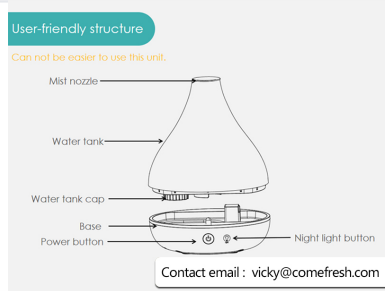 User-friendly structure
Can not be easier to use this unit.
Mist nozzle
Water tank
Water tank cap
Base
Power button
Night light button
Contact email : vicky@comefresh.com